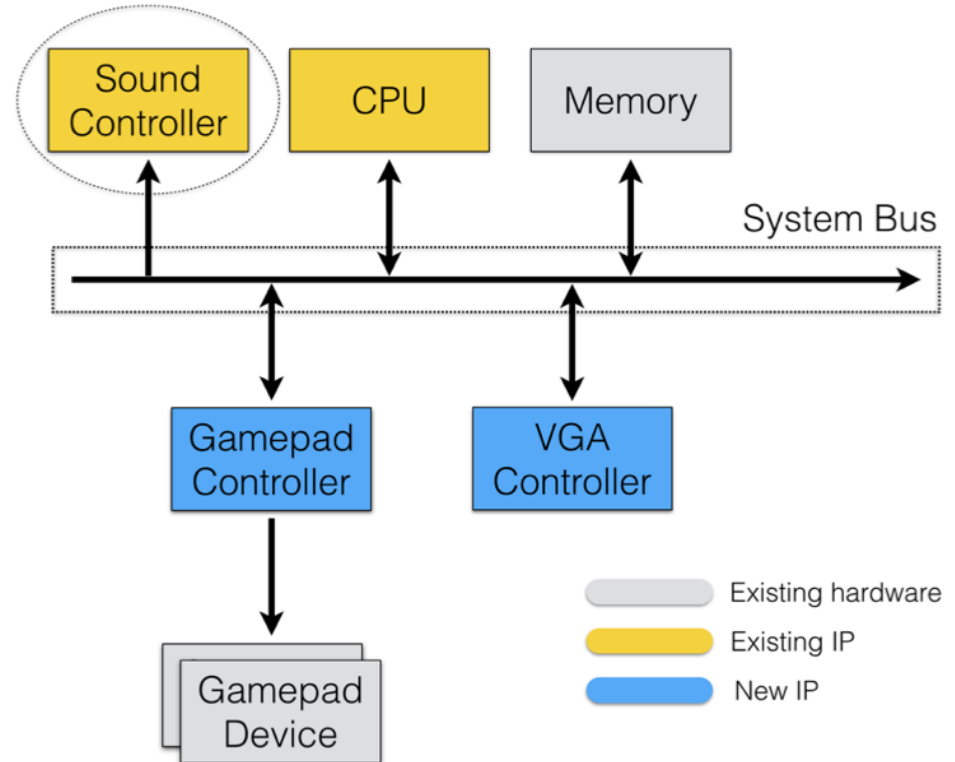 Sound
Controller
CPU
Memory
System Bus
Gamepad
Controller
VGA
Controller
Gamepad
Device
Existing hardware
Existing IP
New IP